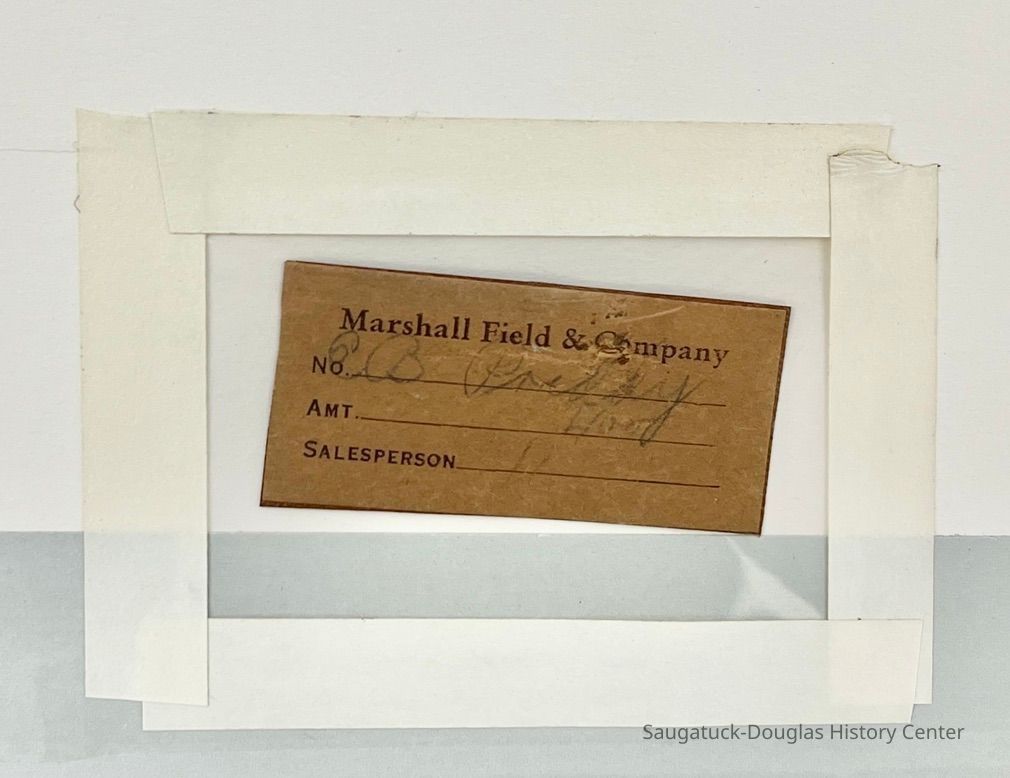 Marshall Field & Company
No.
AMT.
SALESPERSON
Saugatuck-Douglas History Center